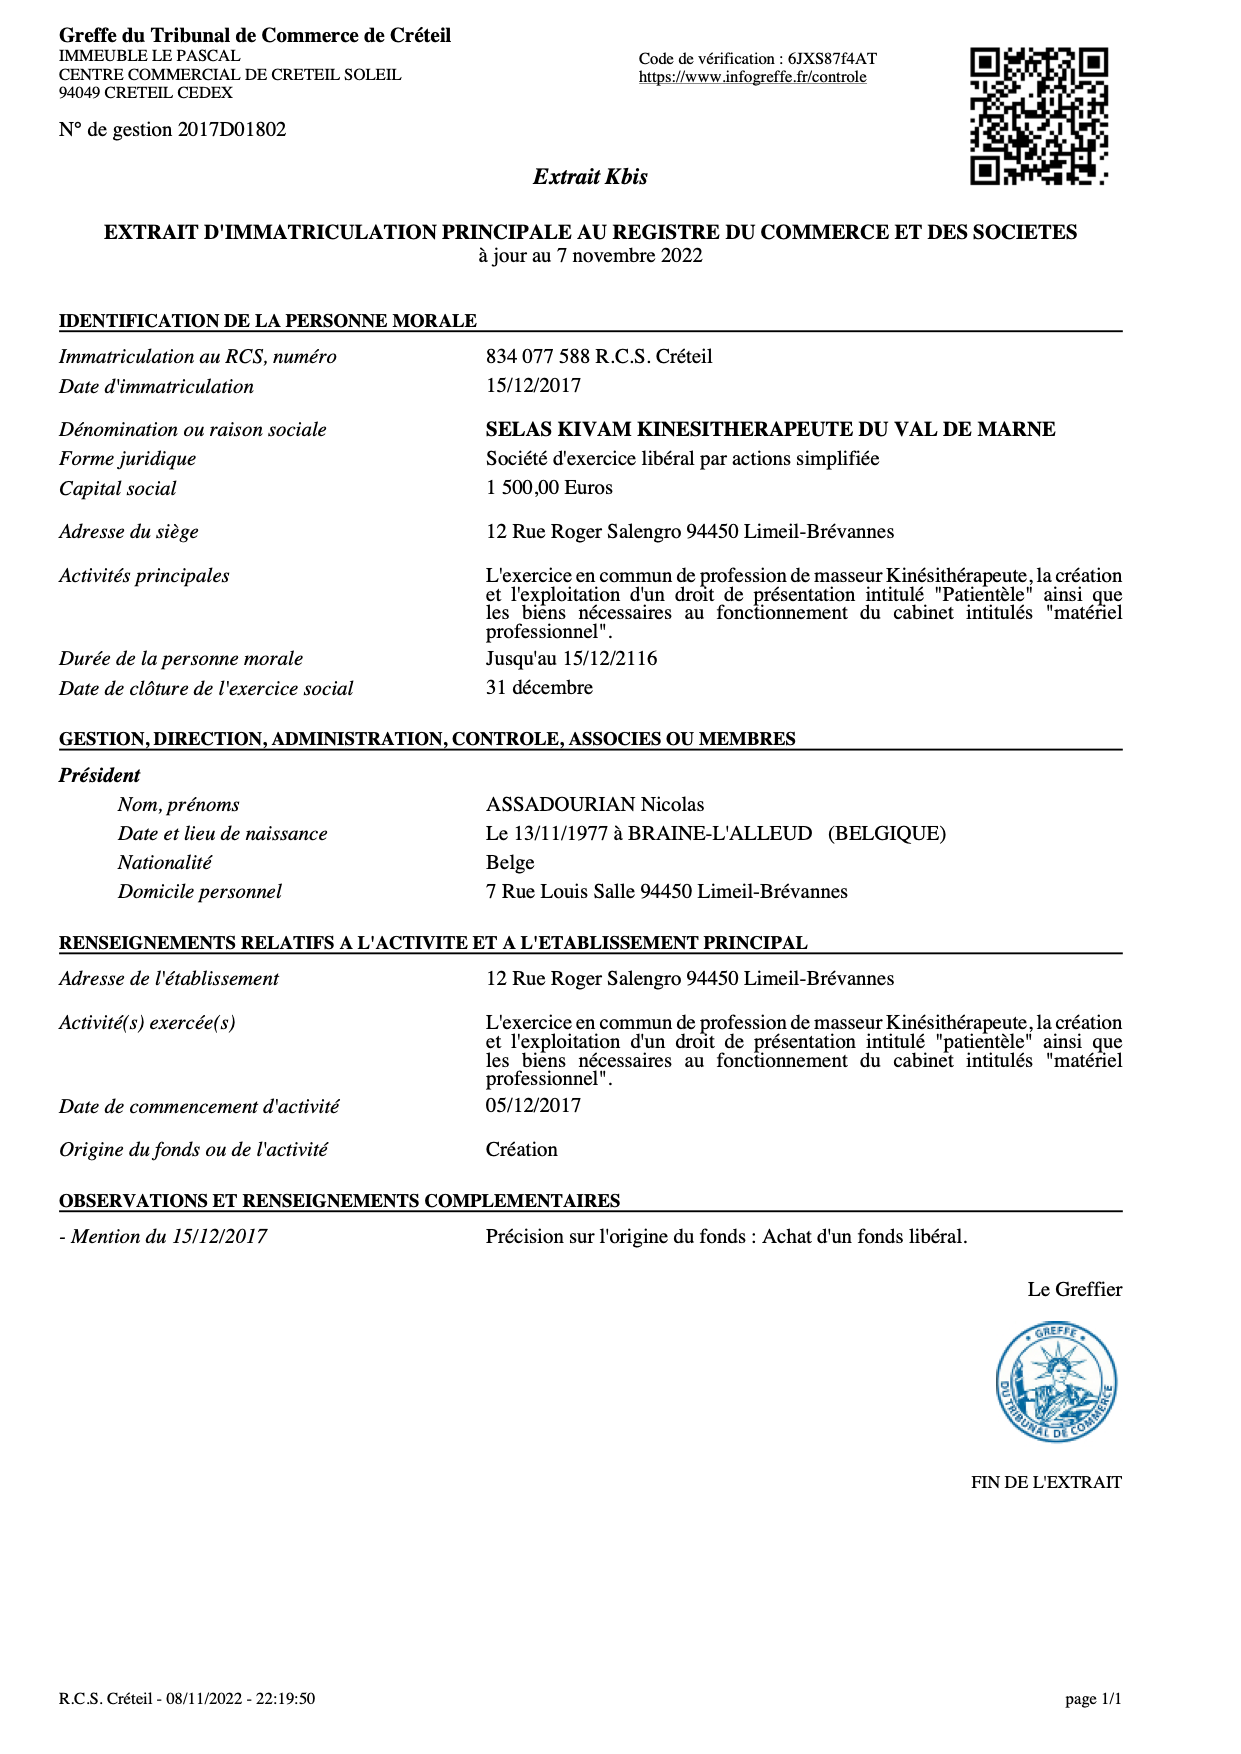 Greffe du Tribunal de Commerce de Créteil
IMMEUBLE LE PASCAL
CENTRE COMMERCIAL DE CRETEIL SOLEIL
94049 CRETEIL CEDEX
Code de vérification : 6JXS87f4AT
https://www.infogreffe.fr/controle
N° de gestion 2017D01802
Extrait Kbis
EXTRAIT D'IMMATRICULATION PRINCIPALE AU REGISTRE DU COMMERCE ET DES SOCIETES
à jour au 7 novembre 2022
IDENTIFICATION DE LA PERSONNE MORALE
Immatriculation au RCS, numéro 834 077 588 R.C.S. Créteil
Date d'immatriculation 15/12/2017
Dénomination ou raison sociale SELAS KIVAM KINESITHERAPEUTE DU VAL DE MARNE
Forme juridique Société d'exercice libéral par actions simplifiée
Capital social 1 500,00 Euros
Adresse du siège 12 Rue Roger Salengro 94450 Limeil-Brévannes
Activités principales L'exercice en commun de profession de masseur Kinésithérapeute, la création
et l'exploitation d'un droit de présentation intitulé "Patientèle" ainsi que
les biens nécessaires au fonctionnement du cabinet intitulés "matériel
professionnel".
Durée de la personne morale Jusqu'au 15/12/2116
Date de clôture de l'exercice social 31 décembre
GESTION, DIRECTION, ADMINISTRATION, CONTROLE, ASSOCIES OU MEMBRES
Président
Nom, prénoms ASSADOURIAN Nicolas
Date et lieu de naissance Le 13/11/1977 à BRAINE-L'ALLEUD (BELGIQUE)
Nationalité Belge
Domicile personnel 7 Rue Louis Salle 94450 Limeil-Brévannes
RENSEIGNEMENTS RELATIFS A L'ACTIVITE ET A L'ETABLISSEMENT PRINCIPAL
Adresse de l'établissement 12 Rue Roger Salengro 94450 Limeil-Brévannes
Activité(s) exercée(s) L'exercice en commun de profession de masseur Kinésithérapeute, la création
et l'exploitation d'un droit de présentation intitulé "patientèle" ainsi que
les biens nécessaires au fonctionnement du cabinet intitulés "matériel
professionnel".
Date de commencement d'activité 05/12/2017
Origine du fonds ou de l'activité Création
OBSERVATIONS ET RENSEIGNEMENTS COMPLEMENTAIRES
- Mention du 15/12/2017 Précision sur l'origine du fonds : Achat d'un fonds libéral.
Le Greffier
GREFFE
DU TRIBUNAL DE COMMERCE
FIN DE L'EXTRAIT
R.C.S. Créteil - 08/11/2022 - 22:19:50 page 1/1